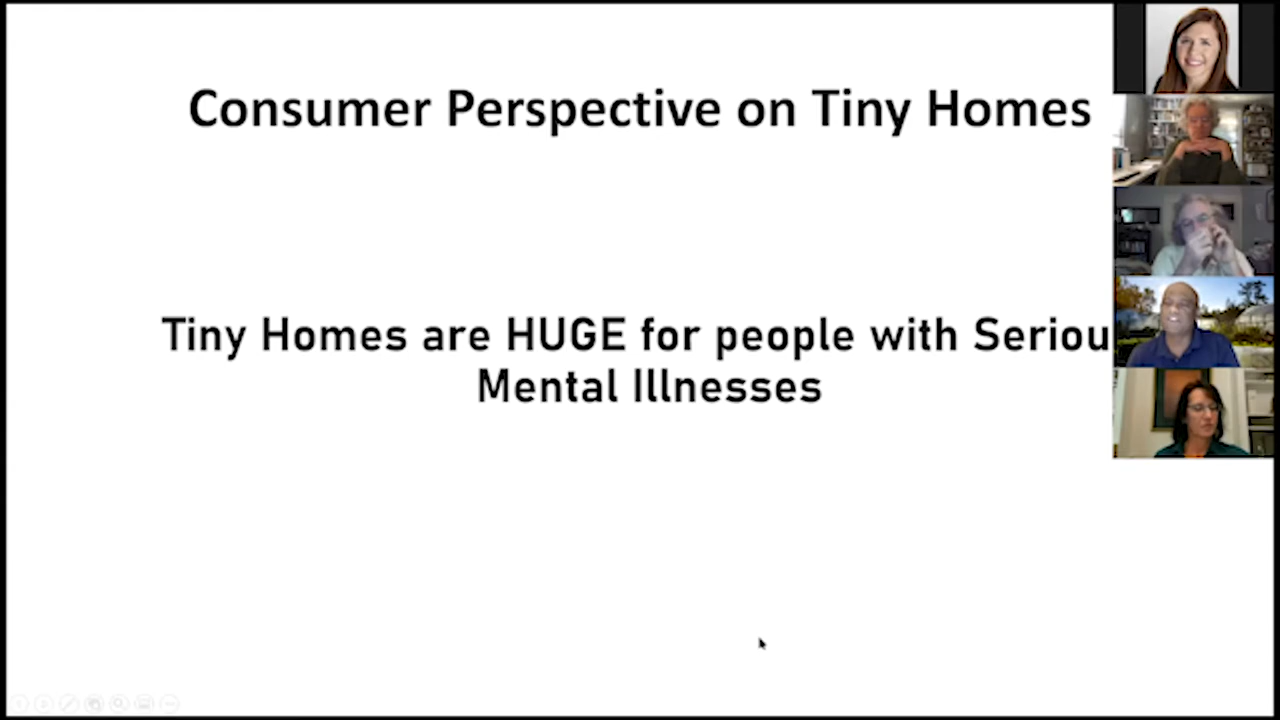 Consumer Perspective on Tiny Homes
Tiny Homes are HUGE for people with Seriou
Mental Illnesses